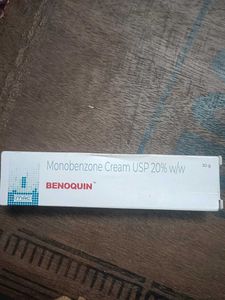 Monobenzone Cream USP 20% w/w
BENOQUIN